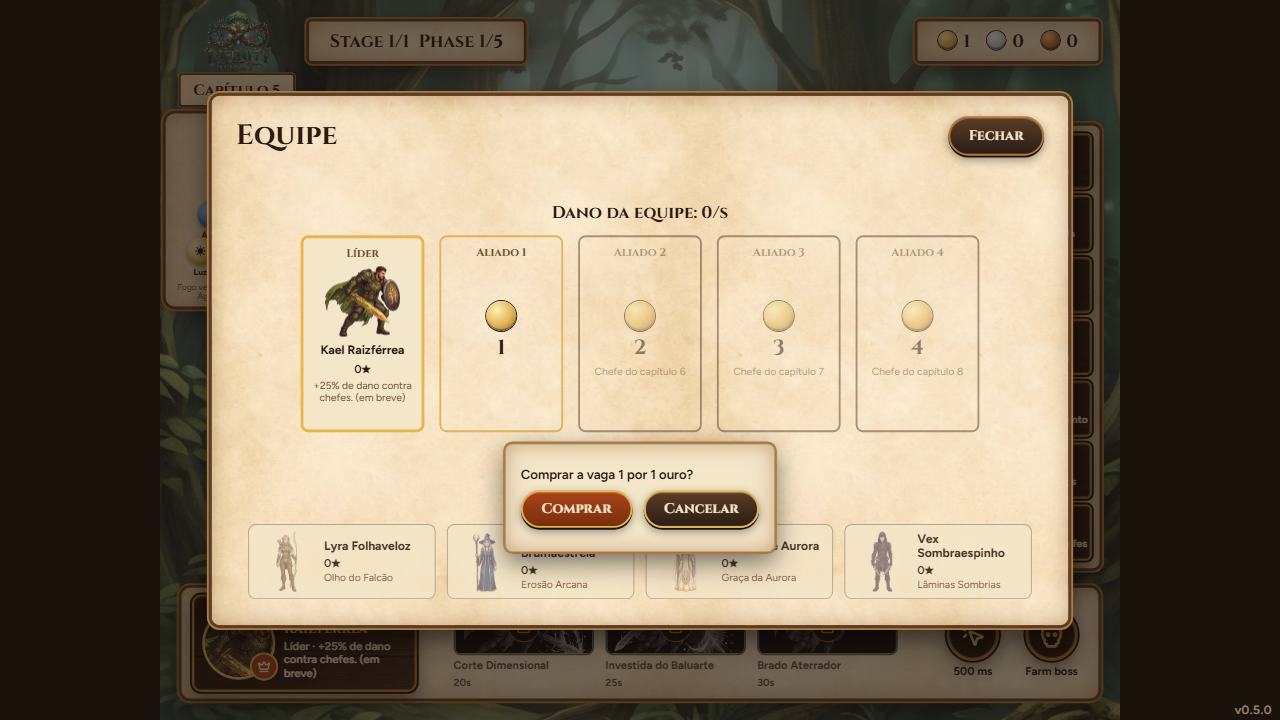 STAGE 1/1 PHASE 1/5
1 0 0
CAPÍTULO 5
EQUIPE
FECHAR
DANO DA EQUIPE: 0/S
LÍDER
Kael Raizférrea
0★
+25% de dano contra
chefes. (em breve)
ALIADO 1
1
ALIADO 2
2
Chefe do capítulo 6
ALIADO 3
3
Chefe do capítulo 7
ALIADO 4
4
Chefe do capítulo 8
Comprar a vaga 1 por 1 ouro?
COMPRAR
CANCELAR
Lyra Folhaveloz
0★
Olho do Falcão
Brumaestrela
0★
Erosão Arcana
Aurora
0★
Graça da Aurora
Vex
Sombraespinho
0★
Lâminas Sombrias
RAIZFÉRREA
Líder · +25% de dano
contra chefes. (em
breve)
Corte Dimensional
20s
Investida do Baluarte
25s
Brado Aterrador
30s
500 ms
Farm boss
v0.5.0